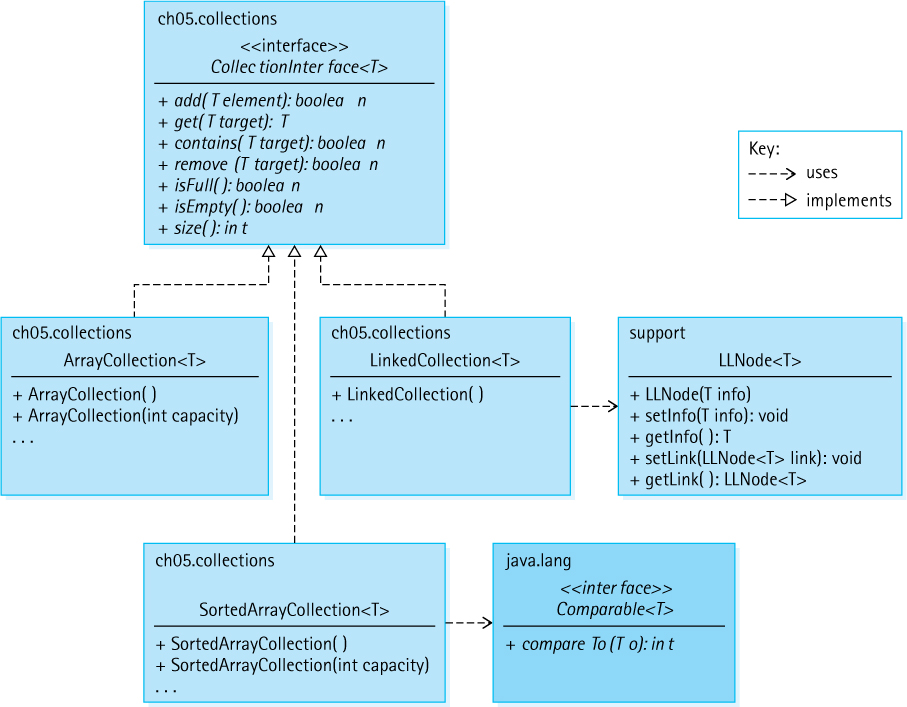 ch05.collections
<<interface>>
Collec tionInter face<T>
+ add( T element): boolea n
+ get( T target): T
+ contains( T target): boolea n
+ remove (T target): boolea n
+ isFull( ): boolea n
+ isEmpty( ): boolea n
+ size( ): in t
Key:
uses
implements
ch05.collections
ArrayCollection<T>
+ ArrayCollection( )
+ ArrayCollection(int capacity)
. . .
ch05.collections
LinkedCollection<T>
+ LinkedCollection( )
. . .
support
LLNode<T>
+ LLNode(T info)
+ setInfo(T info): void
+ getInfo( ): T
+ setLink(LLNode<T> link): void
+ getLink( ): LLNode<T>
ch05.collections
SortedArrayCollection<T>
+ SortedArrayCollection( )
+ SortedArrayCollection(int capacity)
. . .
java.lang
<<inter face>>
Comparable<T>
+ compare To (T o): in t